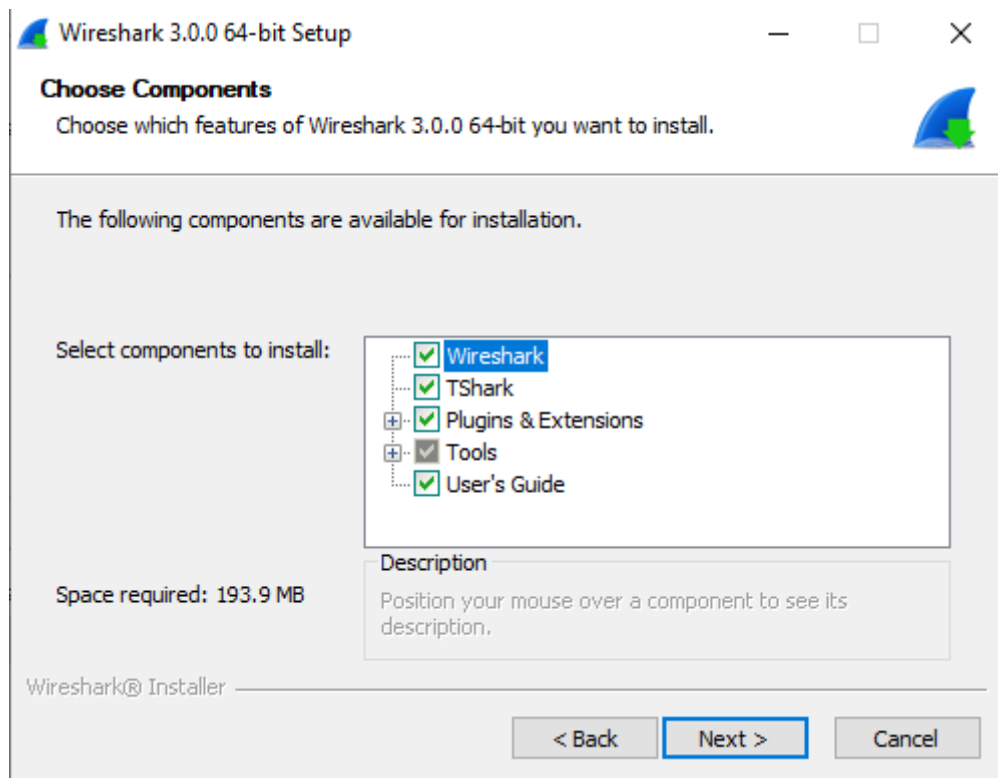 Wireshark 3.0.0 64-bit Setup
Choose Components
Choose which features of Wireshark 3.0.0 64-bit you want to install.
The following components are available for installation.
Select components to install:
Wireshark
TShark
Plugins & Extensions
Tools
User's Guide
Space required: 193.9 MB
Description
Position your mouse over a component to see its
description.
Wireshark® Installer
< Back
Next >
Cancel